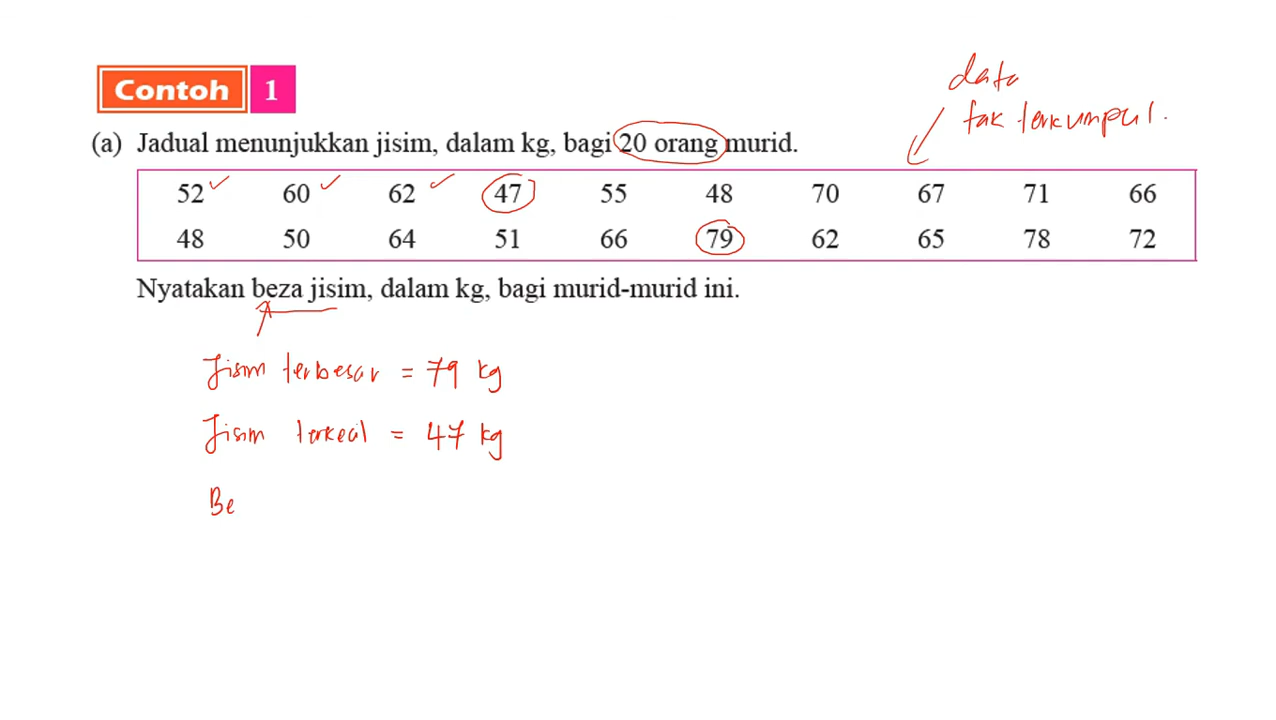 Contoh 1
data
tak terkumpul.
(a) Jadual menunjukkan jisim, dalam kg, bagi 20 orang murid.
52 60 62 47 55 48 70 67 71 66
48 50 64 51 66 79 62 65 78 72
Nyatakan beza jisim, dalam kg, bagi murid-murid ini.
Jisim terbesar = 79 kg
Jisim terkecil = 47 kg
Be